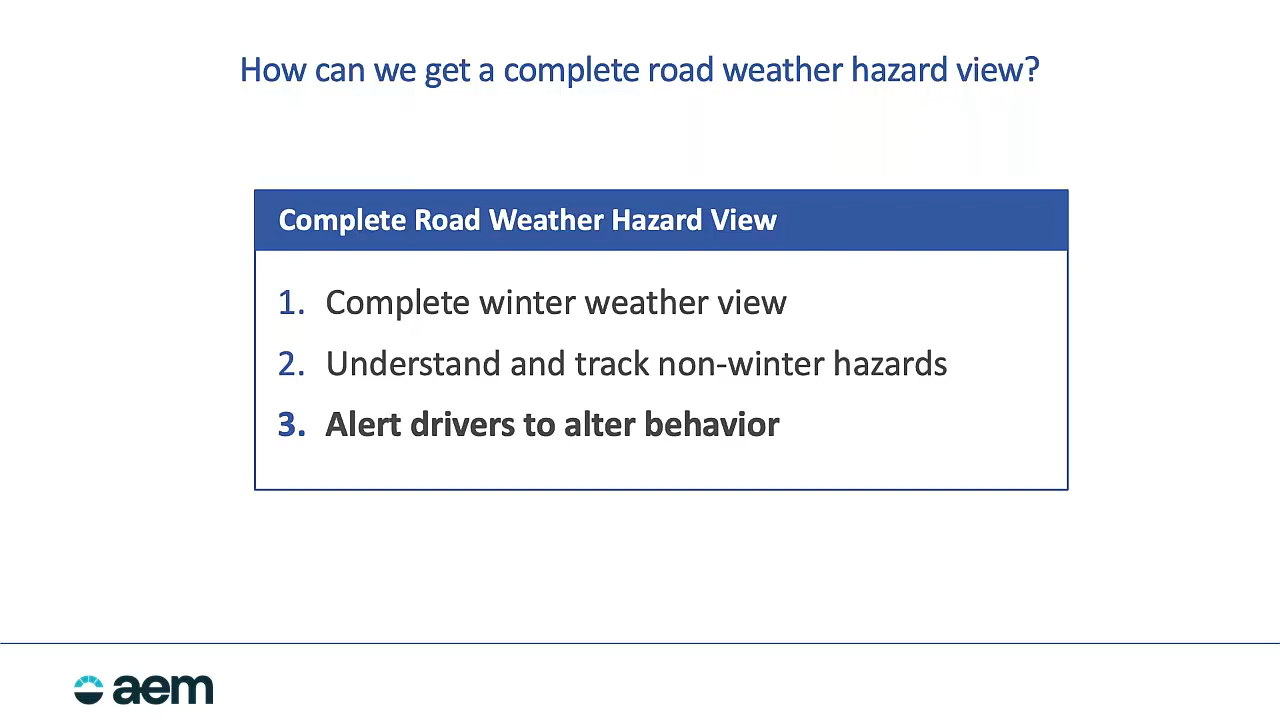 How can we get a complete road weather hazard view?
Complete Road Weather Hazard View
1. Complete winter weather view
2. Understand and track non-winter hazards
3. Alert drivers to alter behavior
aem